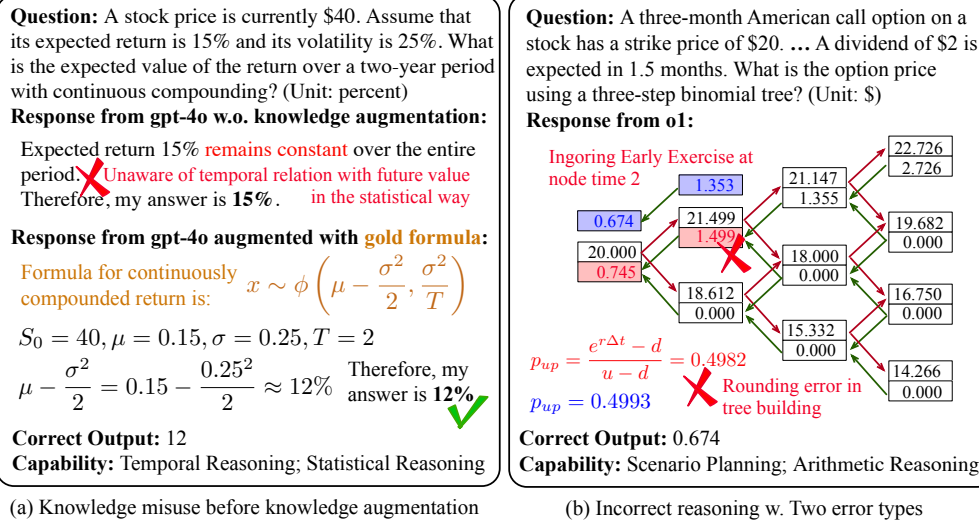 Question: A stock price is currently $40. Assume that
its expected return is 15% and its volatility is 25%. What
is the expected value of the return over a two-year period
with continuous compounding? (Unit: percent)
Response from gpt-4o w.o. knowledge augmentation:
Expected return 15% remains constant over the entire
period. Unaware of temporal relation with future value
Therefore, my answer is 15%. in the statistical way
Response from gpt-4o augmented with gold formula:
Formula for continuously
compounded return is: x ∼ ϕ(μ − σ²/2, σ²/T)
S₀ = 40, μ = 0.15, σ = 0.25, T = 2
μ − σ²/2 = 0.15 − 0.25²/2 ≈ 12%
Therefore, my
answer is 12%
Correct Output: 12
Capability: Temporal Reasoning; Statistical Reasoning
(a) Knowledge misuse before knowledge augmentation
Question: A three-month American call option on a
stock has a strike price of $20. ... A dividend of $2 is
expected in 1.5 months. What is the option price
using a three-step binomial tree? (Unit: $)
Response from o1:
Ingoring Early Exercise at
node time 2
0.674
20.000
0.745
1.353
21.499
1.499
18.612
0.000
21.147
1.355
18.000
0.000
15.332
0.000
22.726
2.726
19.682
0.000
16.750
0.000
14.266
0.000
p_up = (e^{rΔt} − d)/(u − d) = 0.4982
p_up = 0.4993
Rounding error in
tree building
Correct Output: 0.674
Capability: Scenario Planning; Arithmetic Reasoning
(b) Incorrect reasoning w. Two error types